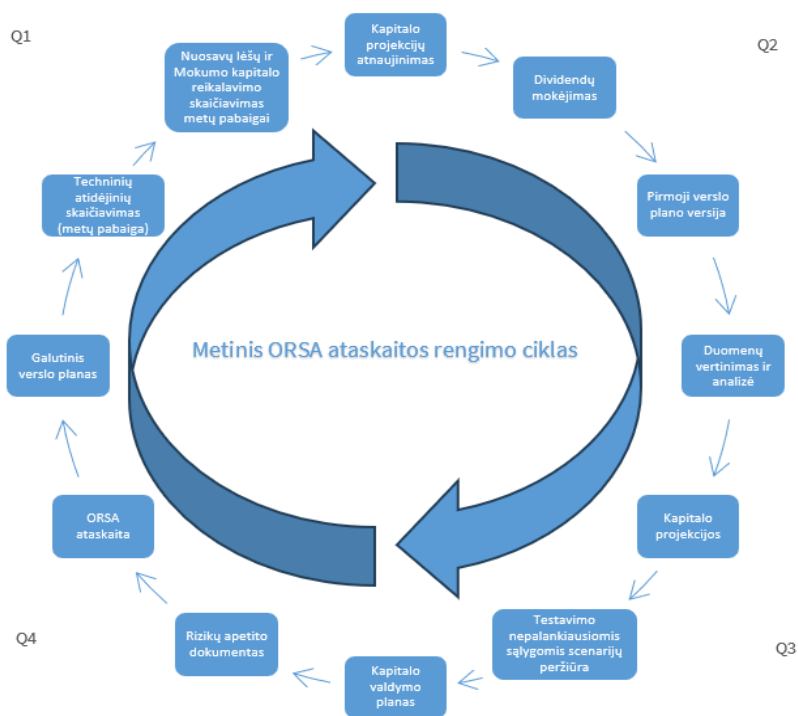 Q1
Q2
Kapitalo
projekcijų
atnaujinimas
Dividendų
mokėjimas
Pirmoji verslo
plano versija
Duomenų
vertinimas ir
analizė
Kapitalo
projekcijos
Q3
Testavimo
nepalankiausiomis
sąlygomis scenarijų
peržiūra
Kapitalo
valdymo
planas
Rizikų apetito
dokumentas
Q4
ORSA
ataskaita
Galutinis
verslo planas
Techninių
atidėjinių
skaičiavimas
(metų pabaiga)
Nuosavų lėšų ir
Mokumo kapitalo
reikalavimo
skaičiavimas
metų pabaigai
Metinis ORSA ataskaitos rengimo ciklas